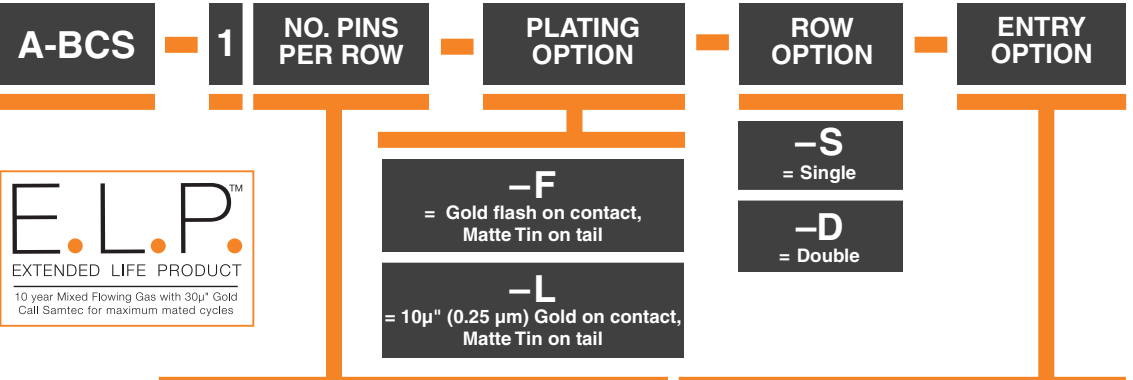 A-BCS
1
NO. PINS
PER ROW
PLATING
OPTION
ROW
OPTION
ENTRY
OPTION
–F
= Gold flash on contact,
Matte Tin on tail
–L
= 10µ" (0.25 µm) Gold on contact,
Matte Tin on tail
–S
= Single
–D
= Double
E.L.P.™
EXTENDED LIFE PRODUCT
10 year Mixed Flowing Gas with 30µ" Gold
Call Samtec for maximum mated cycles